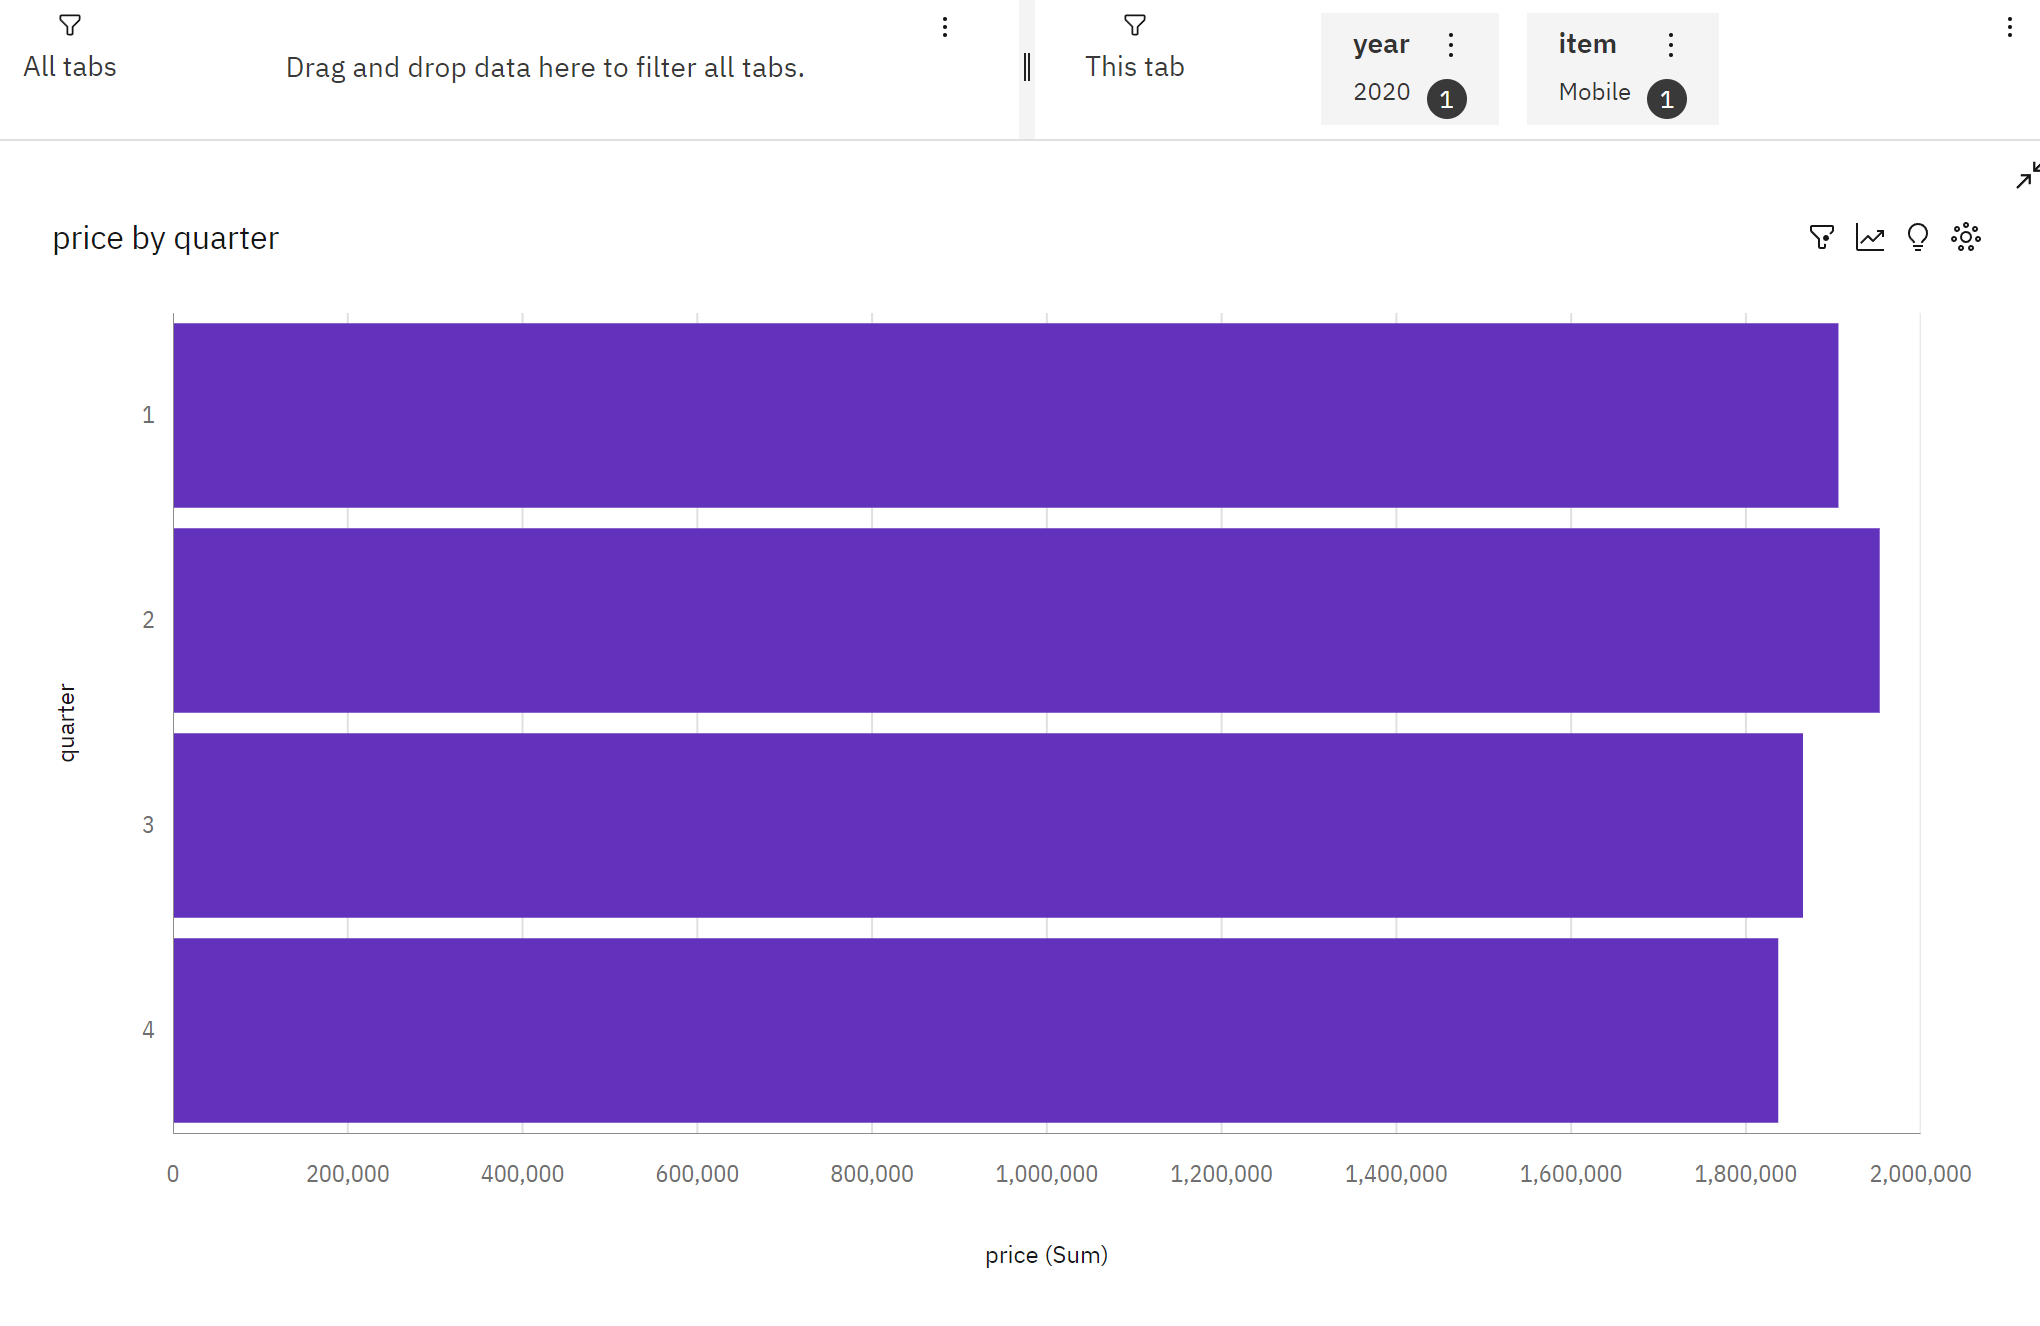 All tabs
Drag and drop data here to filter all tabs.
This tab
year
2020
1
item
Mobile
1
price by quarter
quarter
1
2
3
4
0
200,000
400,000
600,000
800,000
1,000,000
1,200,000
1,400,000
1,600,000
1,800,000
2,000,000
price (Sum)